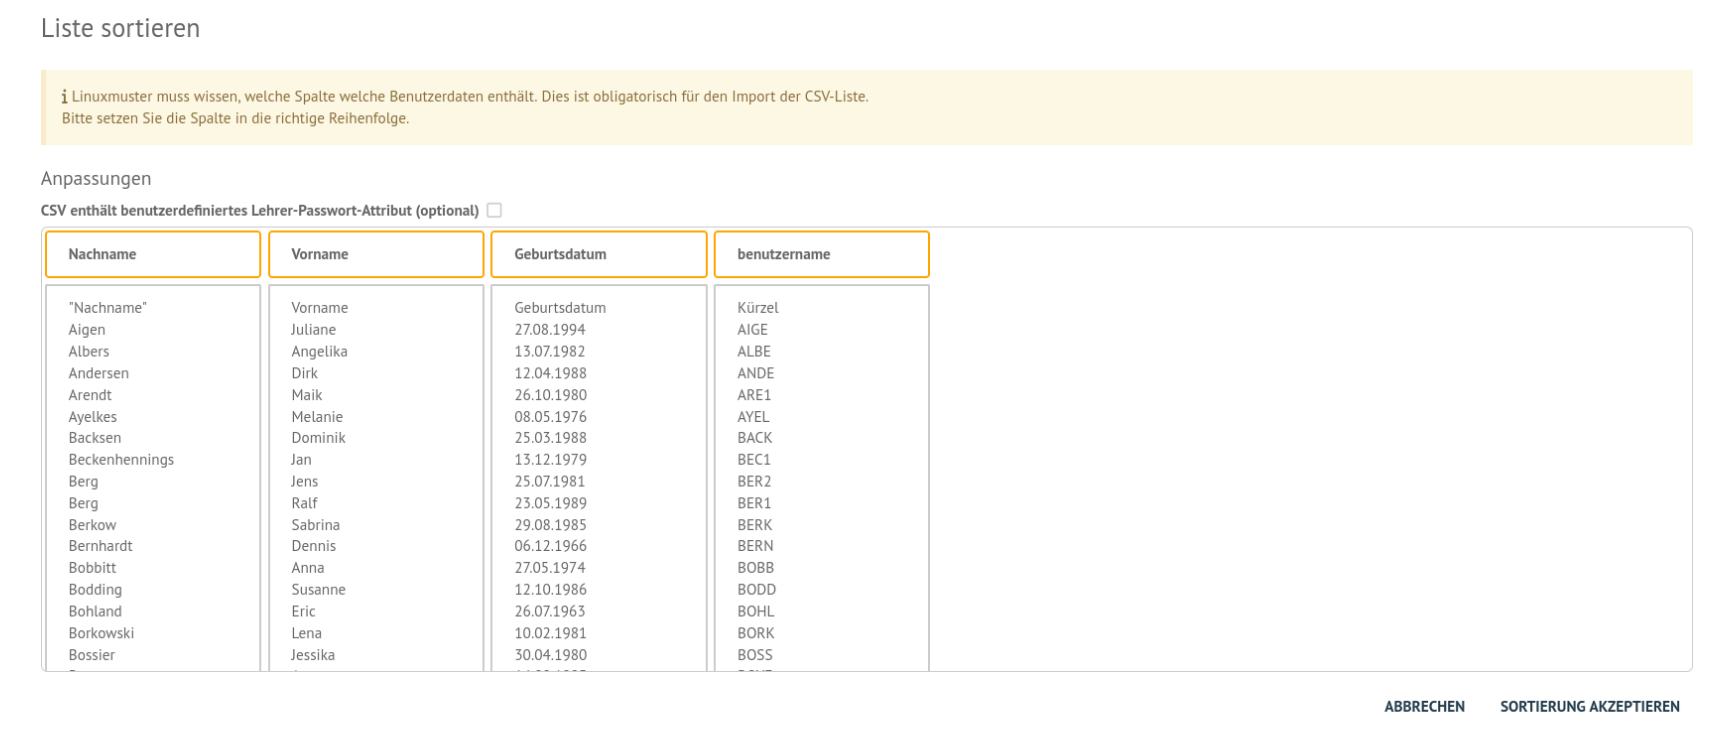 Liste sortieren
i Linuxmuster muss wissen, welche Spalte welche Benutzerdaten enthält. Dies ist obligatorisch für den Import der CSV-Liste.
Bitte setzen Sie die Spalte in die richtige Reihenfolge.
Anpassungen
CSV enthält benutzerdefiniertes Lehrer-Passwort-Attribut (optional)
Nachname Vorname Geburtsdatum benutzername
"Nachname" Vorname Geburtsdatum Kürzel
Aigen Juliane 27.08.1994 AIGE
Albers Angelika 13.07.1982 ALBE
Andersen Dirk 12.04.1988 ANDE
Arendt Maik 26.10.1980 ARE1
Ayelkes Melanie 08.05.1976 AYEL
Backsen Dominik 25.03.1988 BACK
Beckenhennings Jan 13.12.1979 BEC1
Berg Jens 25.07.1981 BER2
Berg Ralf 23.05.1989 BER1
Berkow Sabrina 29.08.1985 BERK
Bernhardt Dennis 06.12.1966 BERN
Bobbitt Anna 27.05.1974 BOBB
Bodding Susanne 12.10.1986 BODD
Bohland Eric 26.07.1963 BOHL
Borkowski Lena 10.02.1981 BORK
Bossier Jessika 30.04.1980 BOSS
ABBRECHEN SORTIERUNG AKZEPTIEREN